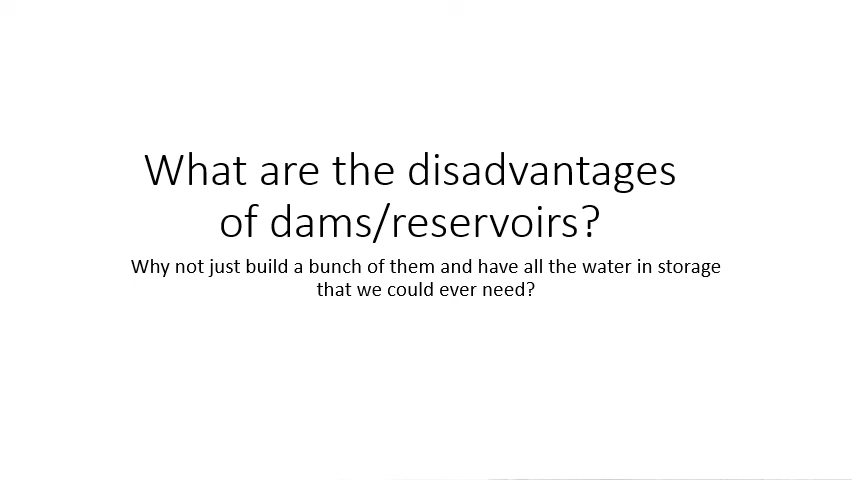 What are the disadvantages
of dams/reservoirs?
Why not just build a bunch of them and have all the water in storage
that we could ever need?